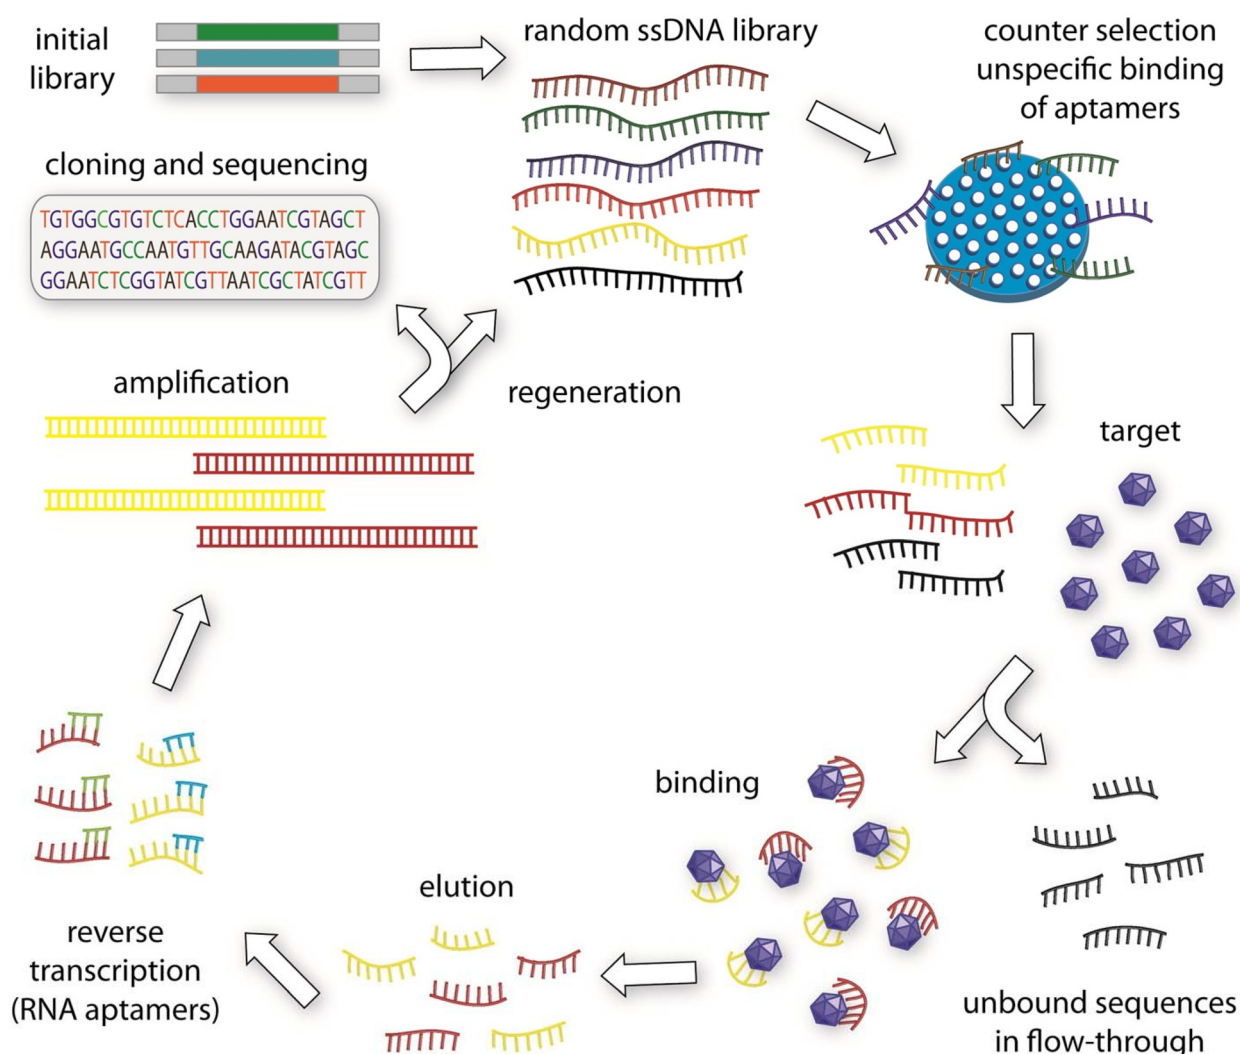 initial
library
random ssDNA library
counter selection
unspecific binding
of aptamers
cloning and sequencing
TGTGGCGTGTCTCACCTGGAATCGTAGCT
AGGAATGCCAATGTTGCAAGATACGTAGC
GGAATCTCGGTATCGTTAATCGCTATCGTT
amplification
regeneration
target
binding
elution
reverse
transcription
(RNA aptamers)
unbound sequences
in flow-through